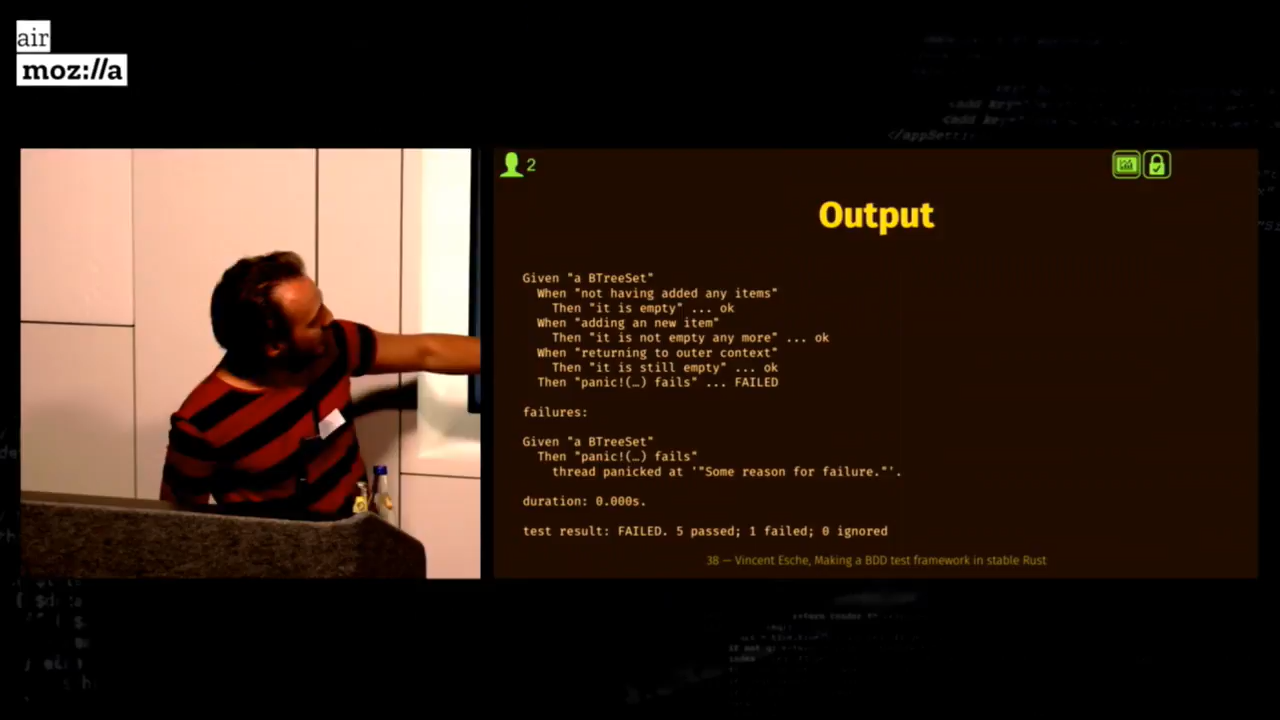 air
moz://a
2
Output
Given "a BTreeSet"
When "not having added any items"
Then "it is empty" ... ok
When "adding an new item"
Then "it is not empty any more" ... ok
When "returning to outer context"
Then "it is still empty" ... ok
Then "panic!(…) fails" ... FAILED
failures:
Given "a BTreeSet"
Then "panic!(…) fails"
thread panicked at '"Some reason for failure."'.
duration: 0.000s.
test result: FAILED. 5 passed; 1 failed; 0 ignored
38 — Vincent Esche, Making a BDD test framework in stable Rust